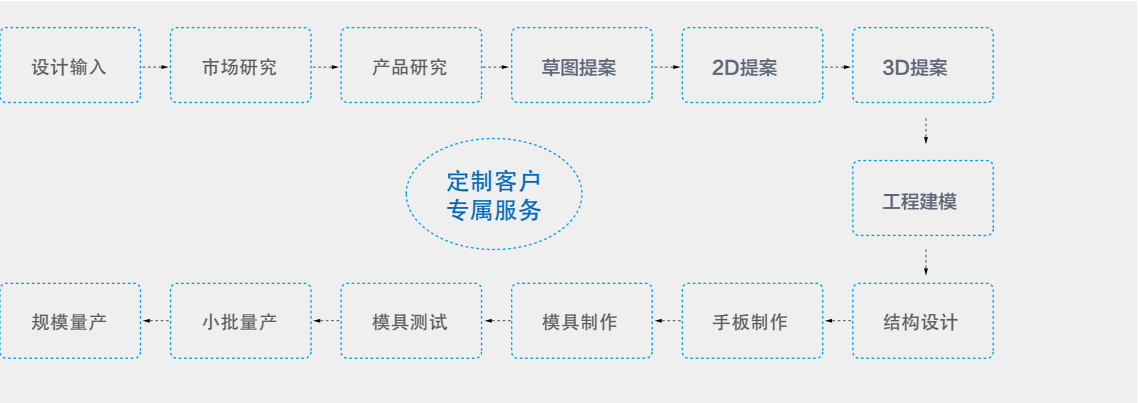 设计输入
市场研究
产品研究
草图提案
2D提案
3D提案
定制客户
专属服务
工程建模
规模量产
小批量产
模具测试
模具制作
手板制作
结构设计